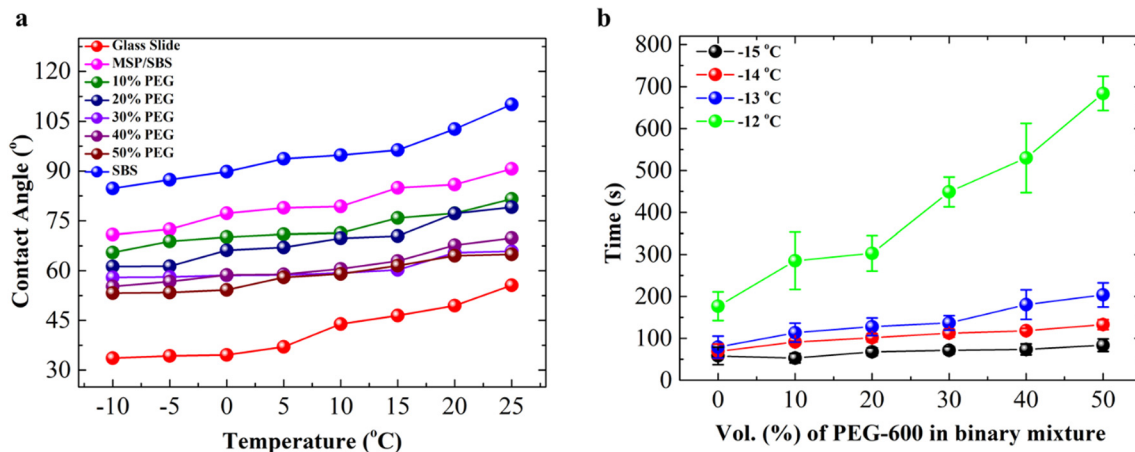 a
Contact Angle (°)
120
105
90
75
60
45
30
Glass Slide
MSP/SBS
10% PEG
20% PEG
30% PEG
40% PEG
50% PEG
SBS
-10 -5 0 5 10 15 20 25
Temperature (°C)
b
Time (s)
800
700
600
500
400
300
200
100
0
-15 °C
-14 °C
-13 °C
-12 °C
0 10 20 30 40 50
Vol. (%) of PEG-600 in binary mixture